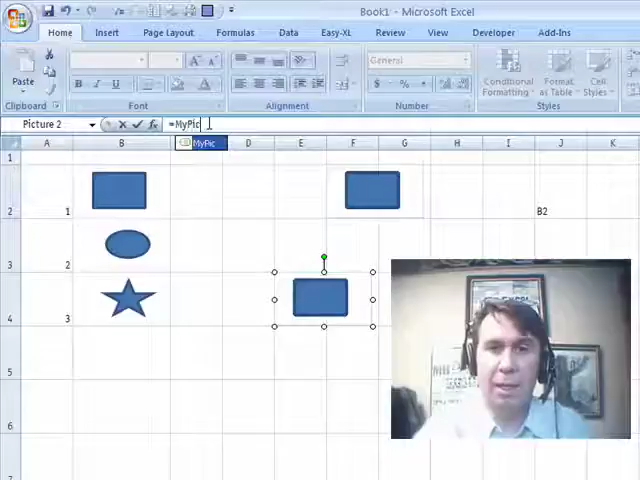 Book1 - Microsoft Excel
Home Insert Page Layout Formulas Data Easy-XL Review View Developer Add-Ins
Paste
B I U
General
$ % ,
Conditional Formatting
Format as Table
Cell Styles
Clipboard Font Alignment Number Styles
Picture 2 fx =MyPic
MyPic
A B D E F G H I J K
1
2 1 B2
3 2
4 3
5
6
7